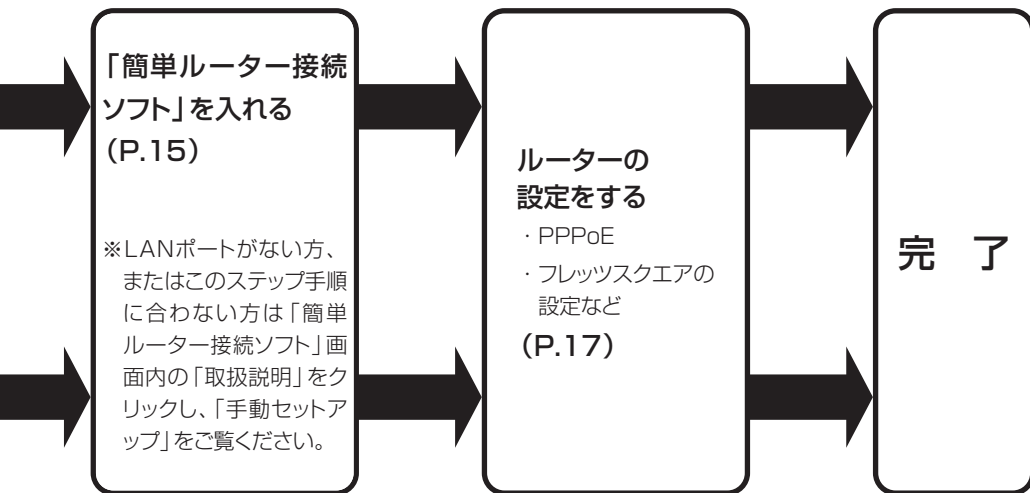 「簡単ルーター接続
ソフト」を入れる
（P.15）
※LANポートがない方、
またはこのステップ手順
に合わない方は「簡単
ルーター接続ソフト」画
面内の「取扱説明」をク
リックし、「手動セットア
ップ」をご覧ください。
ルーターの
設定をする
・PPPoE
・フレッツスクエアの
設定など
（P.17）
完　了